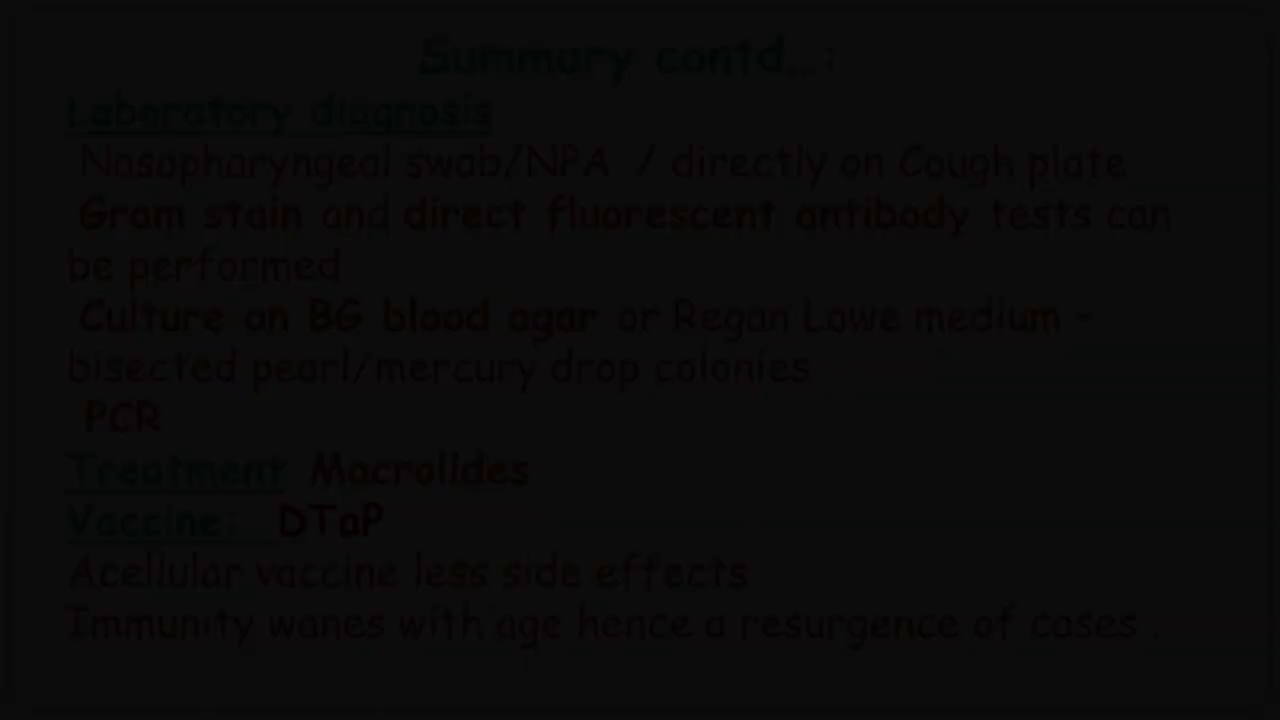 Summary contd...:
Laboratory diagnosis
Nasopharyngeal swab/NPA / directly on Cough plate
Gram stain and direct fluorescent antibody tests can
be performed
Culture on BG blood agar or Regan Lowe medium -
bisected pearl/mercury drop colonies
PCR
Treatment Macrolides
Vaccine: DTaP
Acellular vaccine less side effects
Immunity wanes with age hence a resurgence of cases .